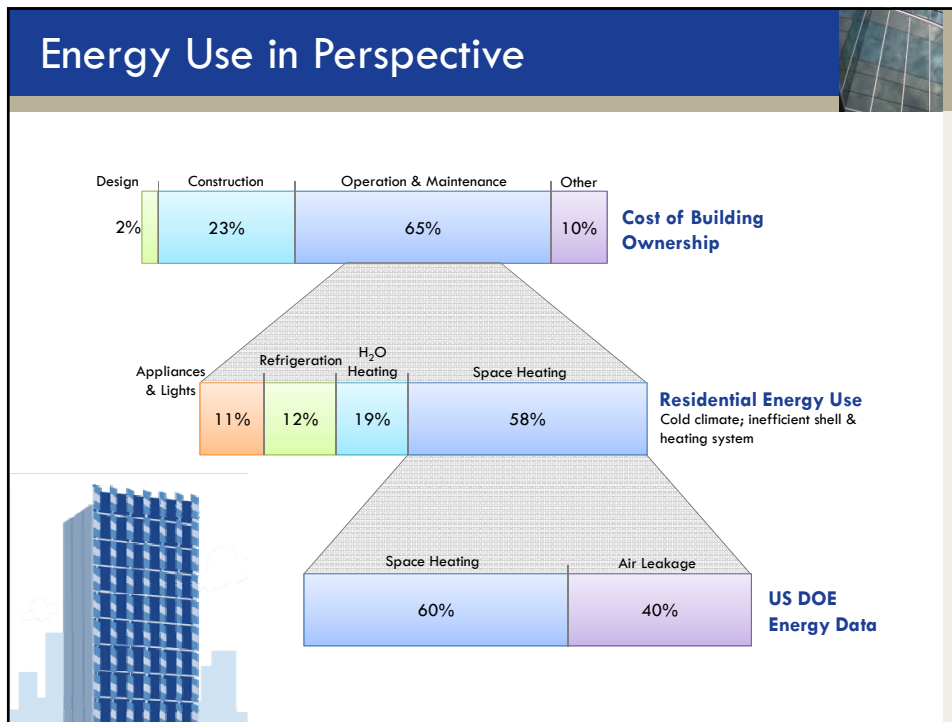 Energy Use in Perspective
Design
Construction
Operation & Maintenance
Other
2%
23%
65%
10%
Cost of Building
Ownership
Appliances
& Lights
Refrigeration
H₂O
Heating
Space Heating
11%
12%
19%
58%
Residential Energy Use
Cold climate; inefficient shell &
heating system
Space Heating
Air Leakage
60%
40%
US DOE
Energy Data